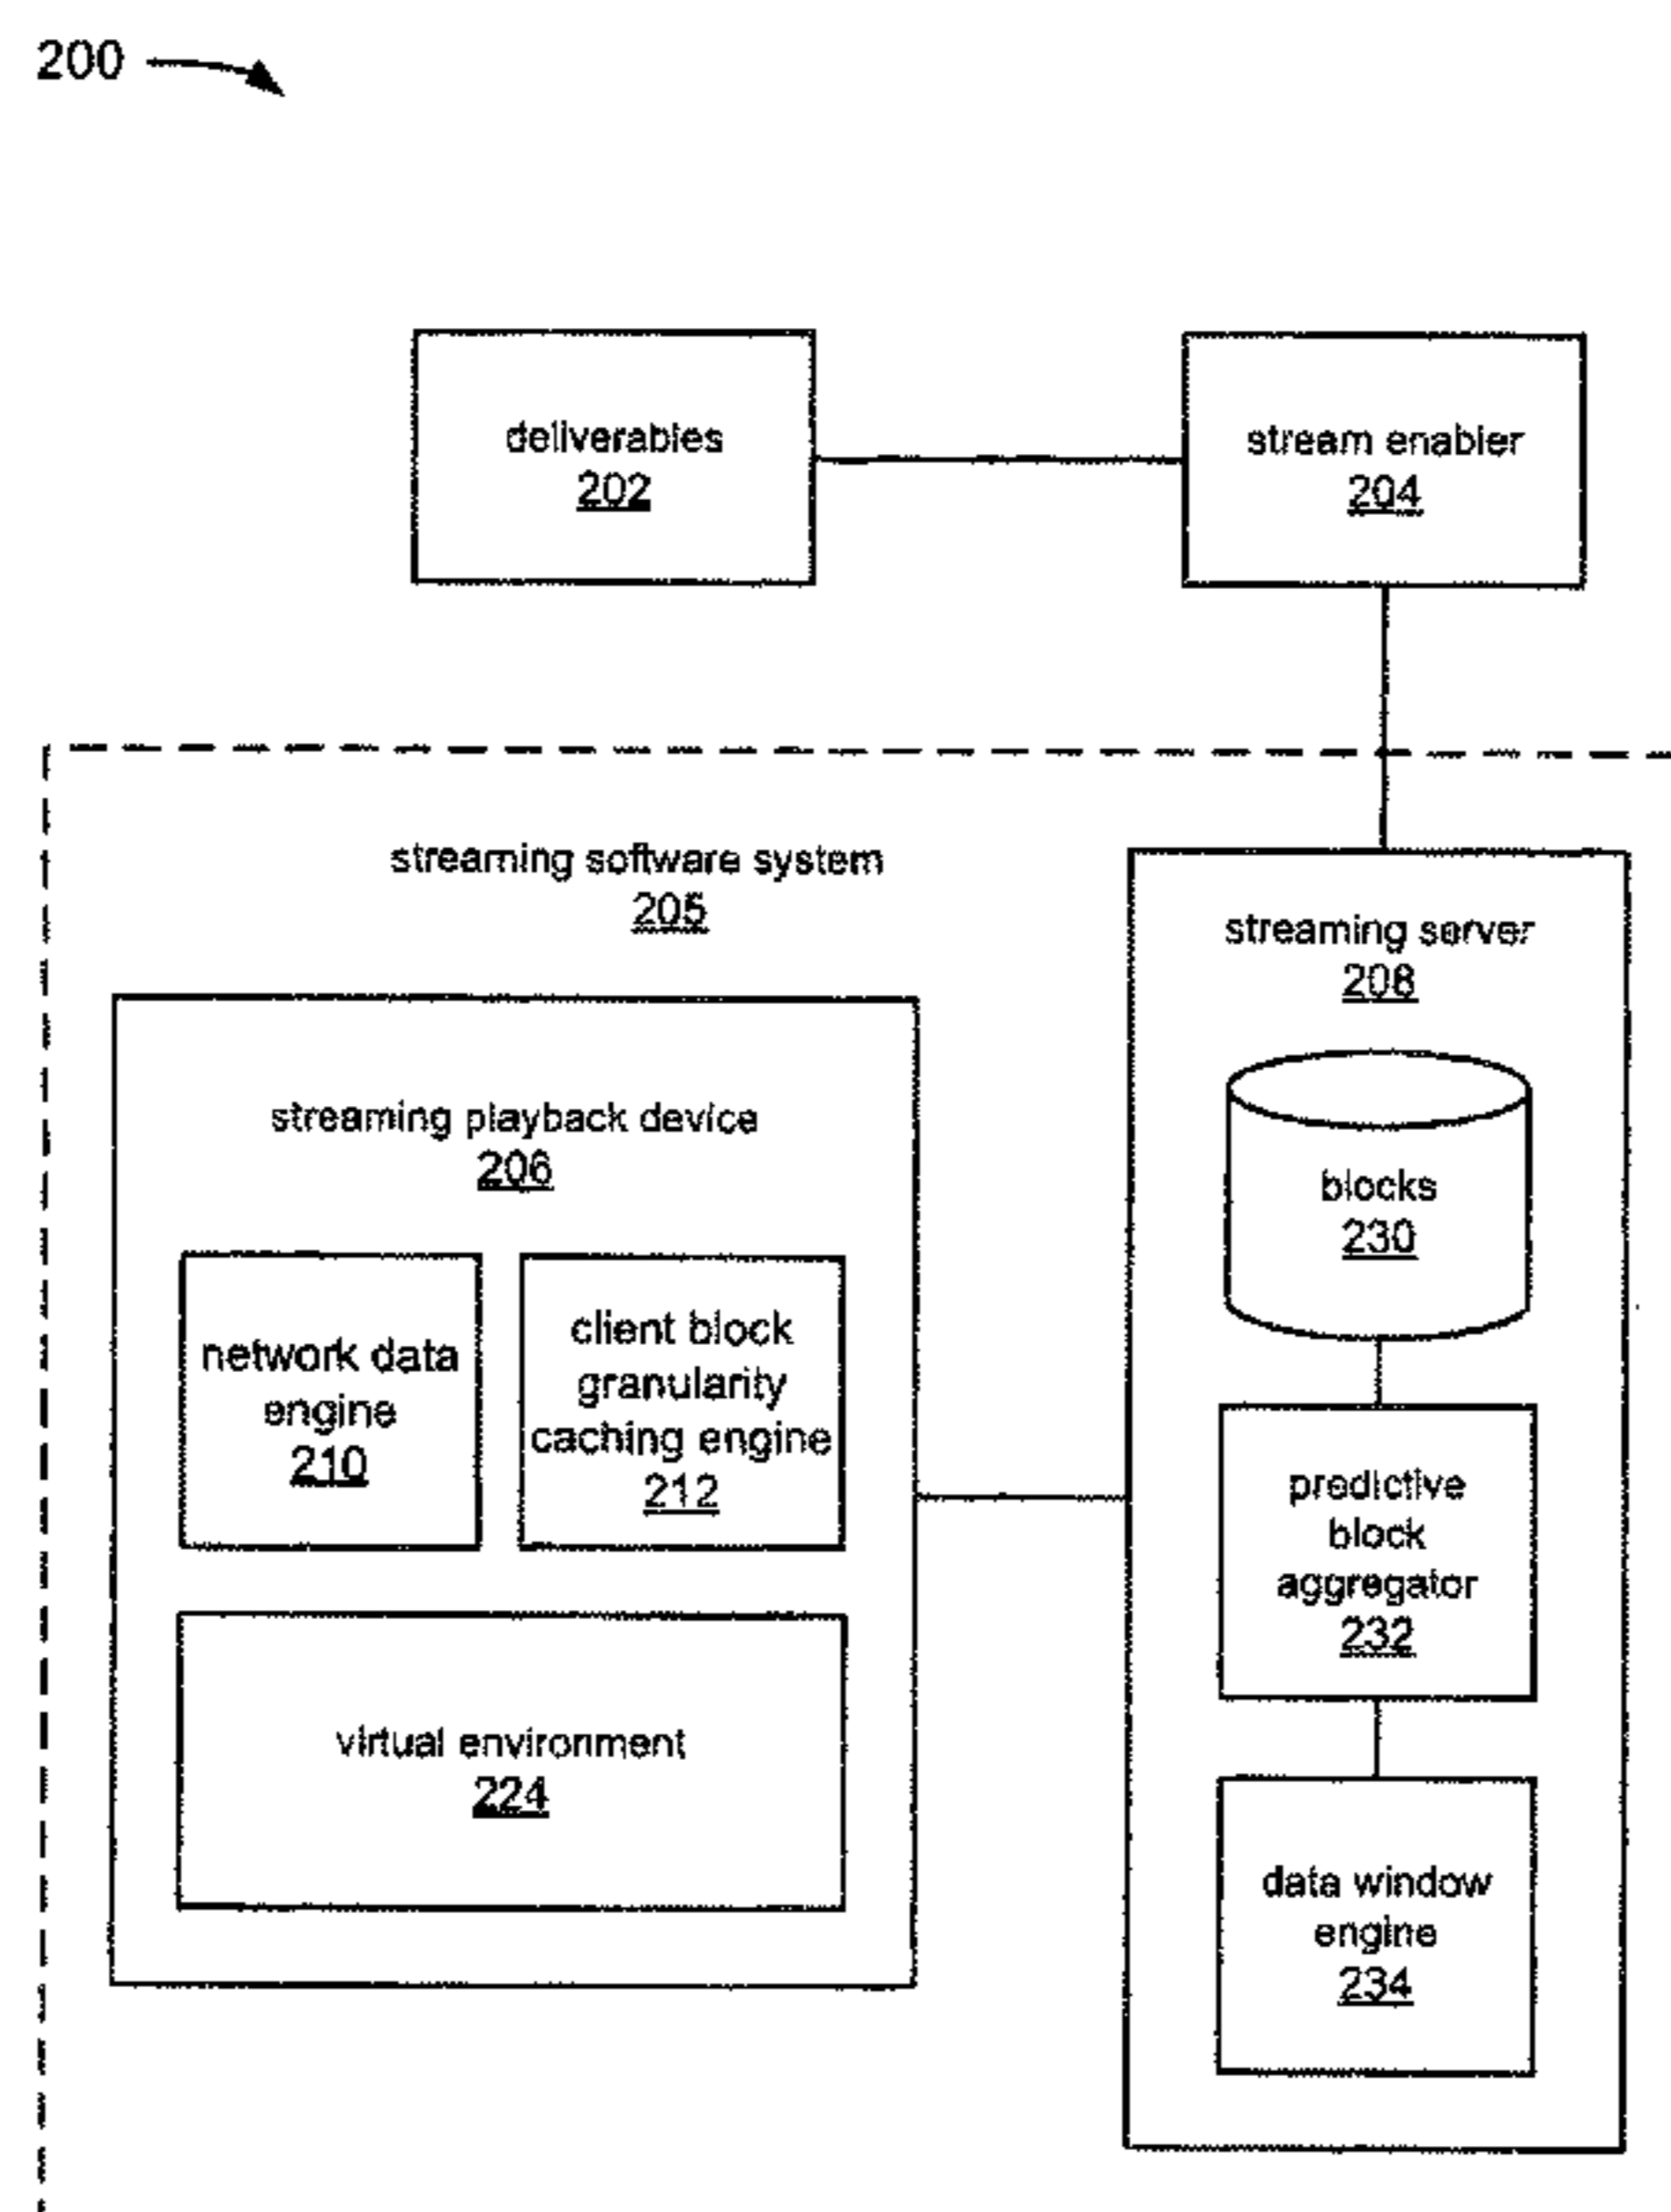 200
deliverables
202
stream enabler
204
streaming software system
205
streaming server
208
streaming playback device
206
blocks
230
network data
engine
210
client block
granularity
caching engine
212
predictive
block
aggregator
232
virtual environment
224
data window
engine
234